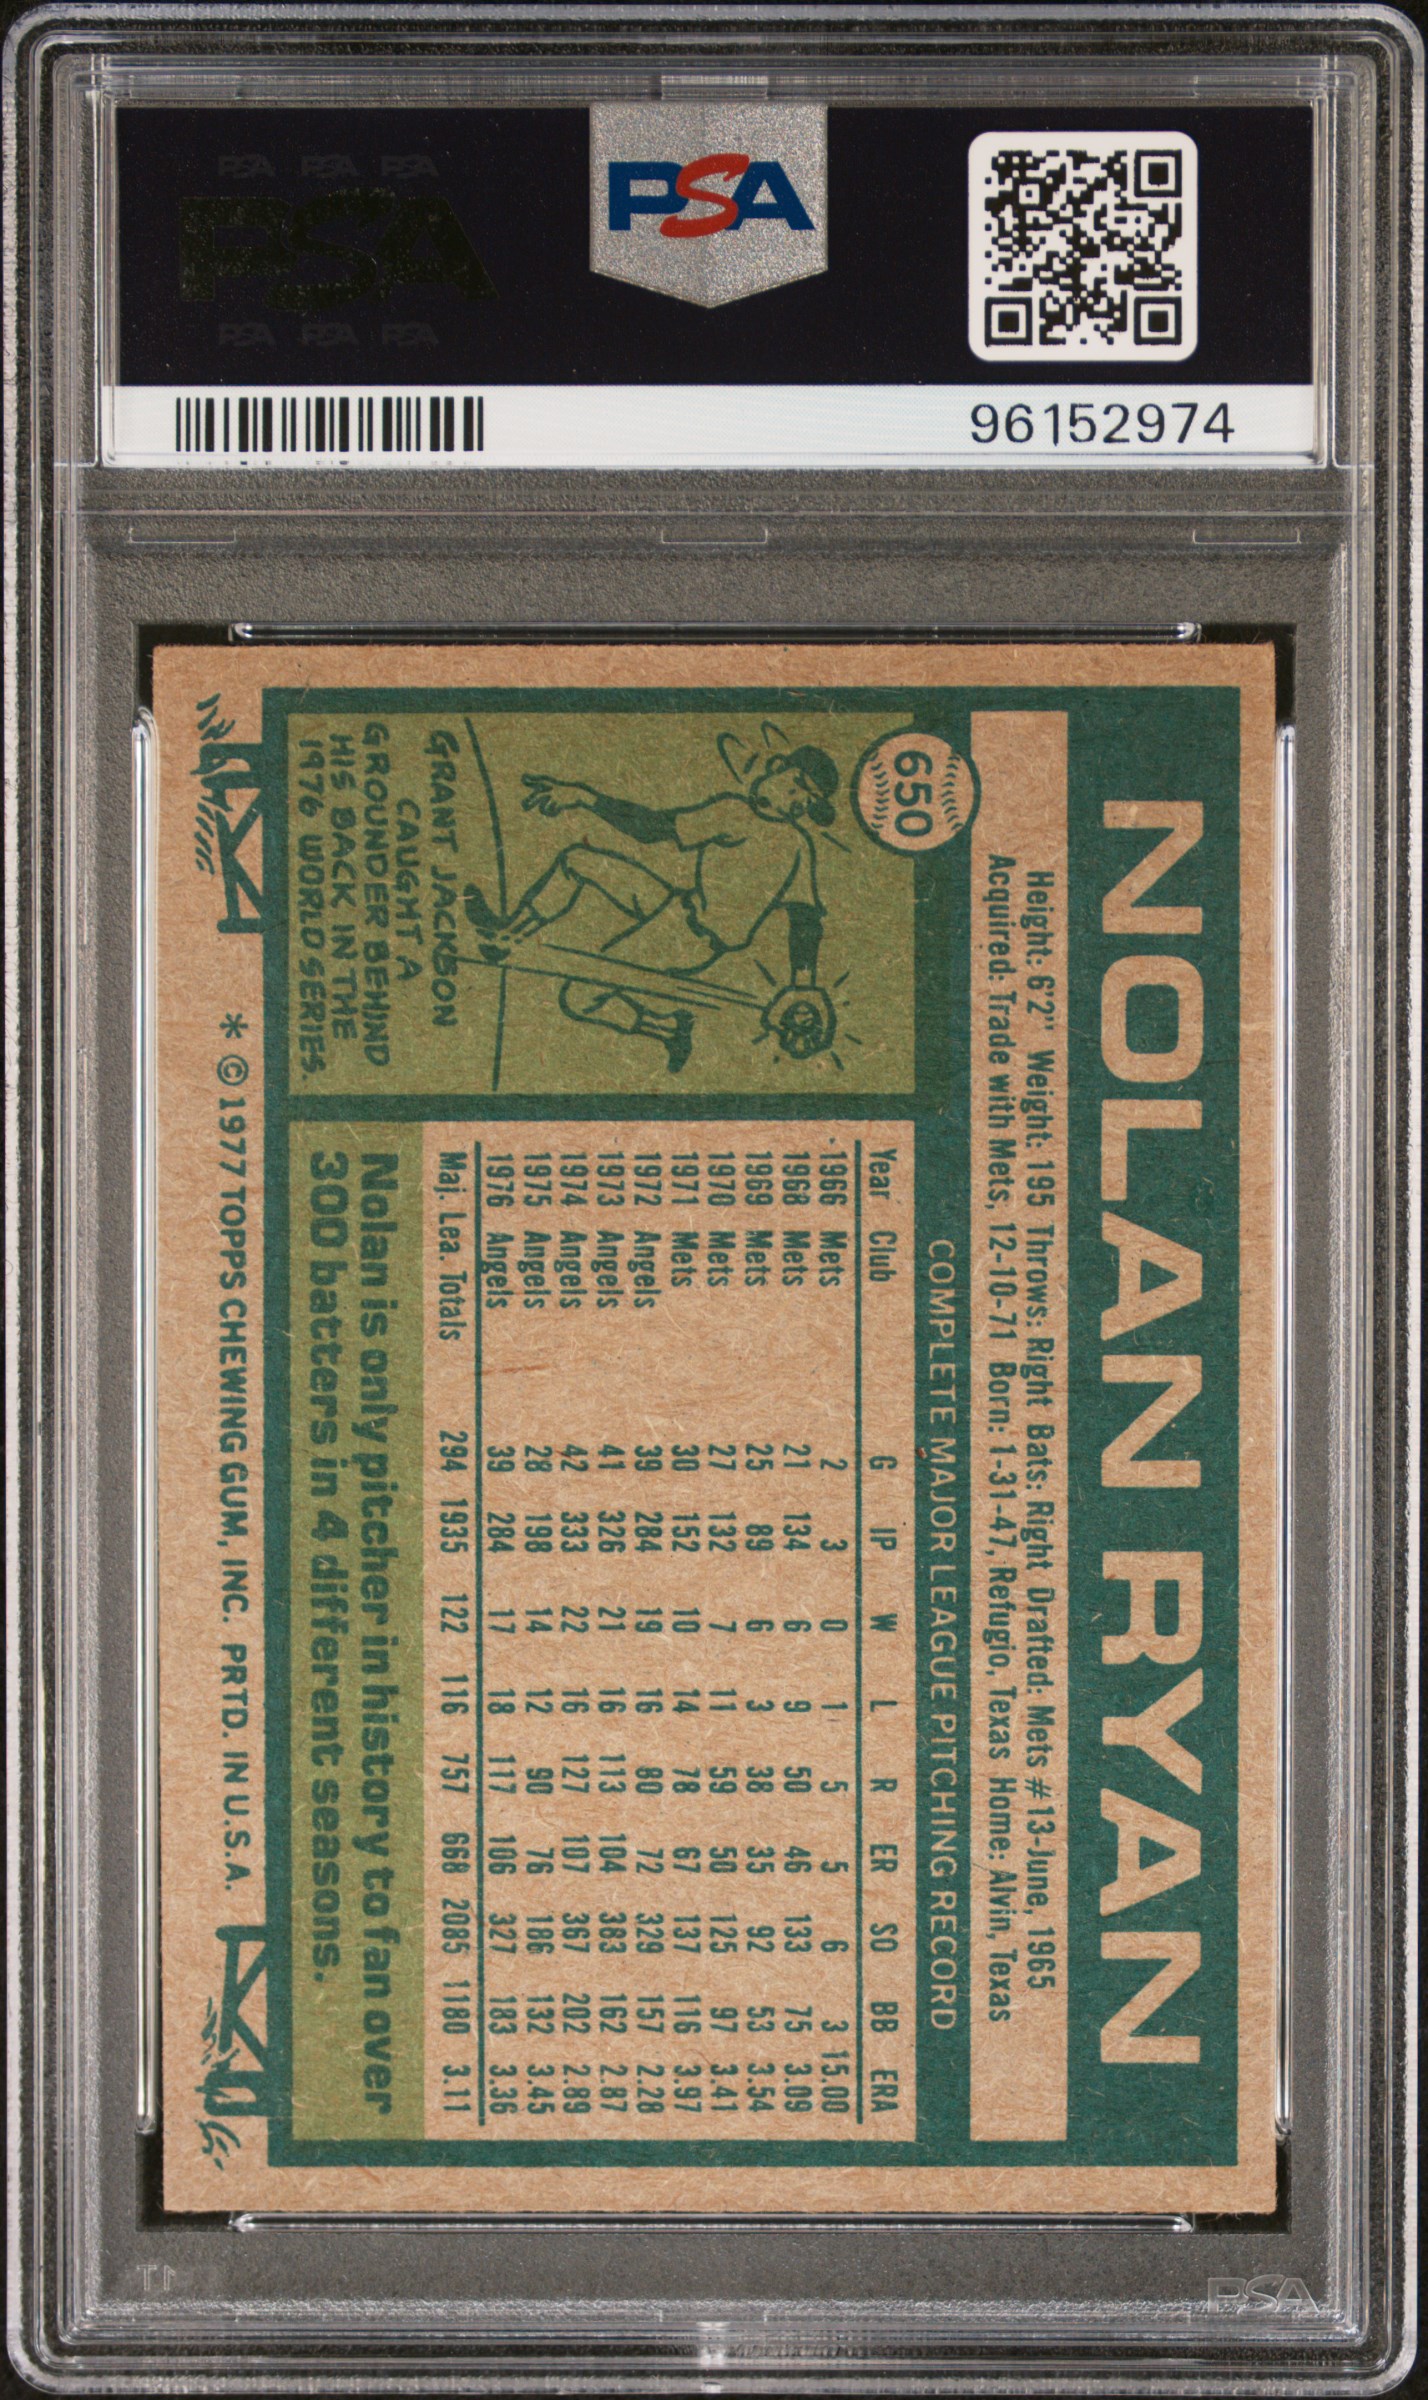 PSA PSA PSA
PSA
PSA PSA PSA
PSA
96152974
NOLAN RYAN
Height: 6'2" Weight: 195 Throws: Right Bats: Right Drafted: Mets #13-June, 1965
Acquired: Trade with Mets, 12-10-71 Born: 1-31-47, Refugio, Texas Home: Alvin, Texas
650
COMPLETE MAJOR LEAGUE PITCHING RECORD
Year Club G IP W L R ER SO BB ERA
1966 Mets 2 3 0 1 5 5 6 3 15.00
1968 Mets 21 134 6 9 50 46 133 75 3.09
1969 Mets 25 89 6 3 38 35 92 53 3.54
1970 Mets 27 132 7 11 59 50 125 97 3.41
1971 Mets 30 152 10 14 78 67 137 116 3.97
1972 Angels 39 284 19 16 80 72 329 157 2.28
1973 Angels 41 326 21 16 113 104 383 162 2.87
1974 Angels 42 333 22 16 127 107 367 202 2.89
1975 Angels 28 198 14 12 90 76 186 132 3.45
1976 Angels 39 284 17 18 117 106 327 183 3.36
Maj. Lea. Totals 294 1935 122 116 757 668 2085 1180 3.11
GRANT JACKSON
CAUGHT A
GROUNDER BEHIND
HIS BACK IN THE
1976 WORLD SERIES.
Nolan is only pitcher in history to fan over
300 batters in 4 different seasons.
* © 1977 TOPPS CHEWING GUM, INC. PRTD. IN U.S.A.
PSA